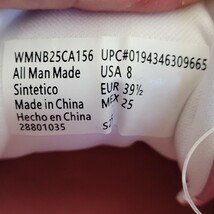 WMNB25CA156 UPC#0194346309665
All Man Made USA 8
Sintetico EUR 39½
Made in China MEX 25
Hecho en China
28801035